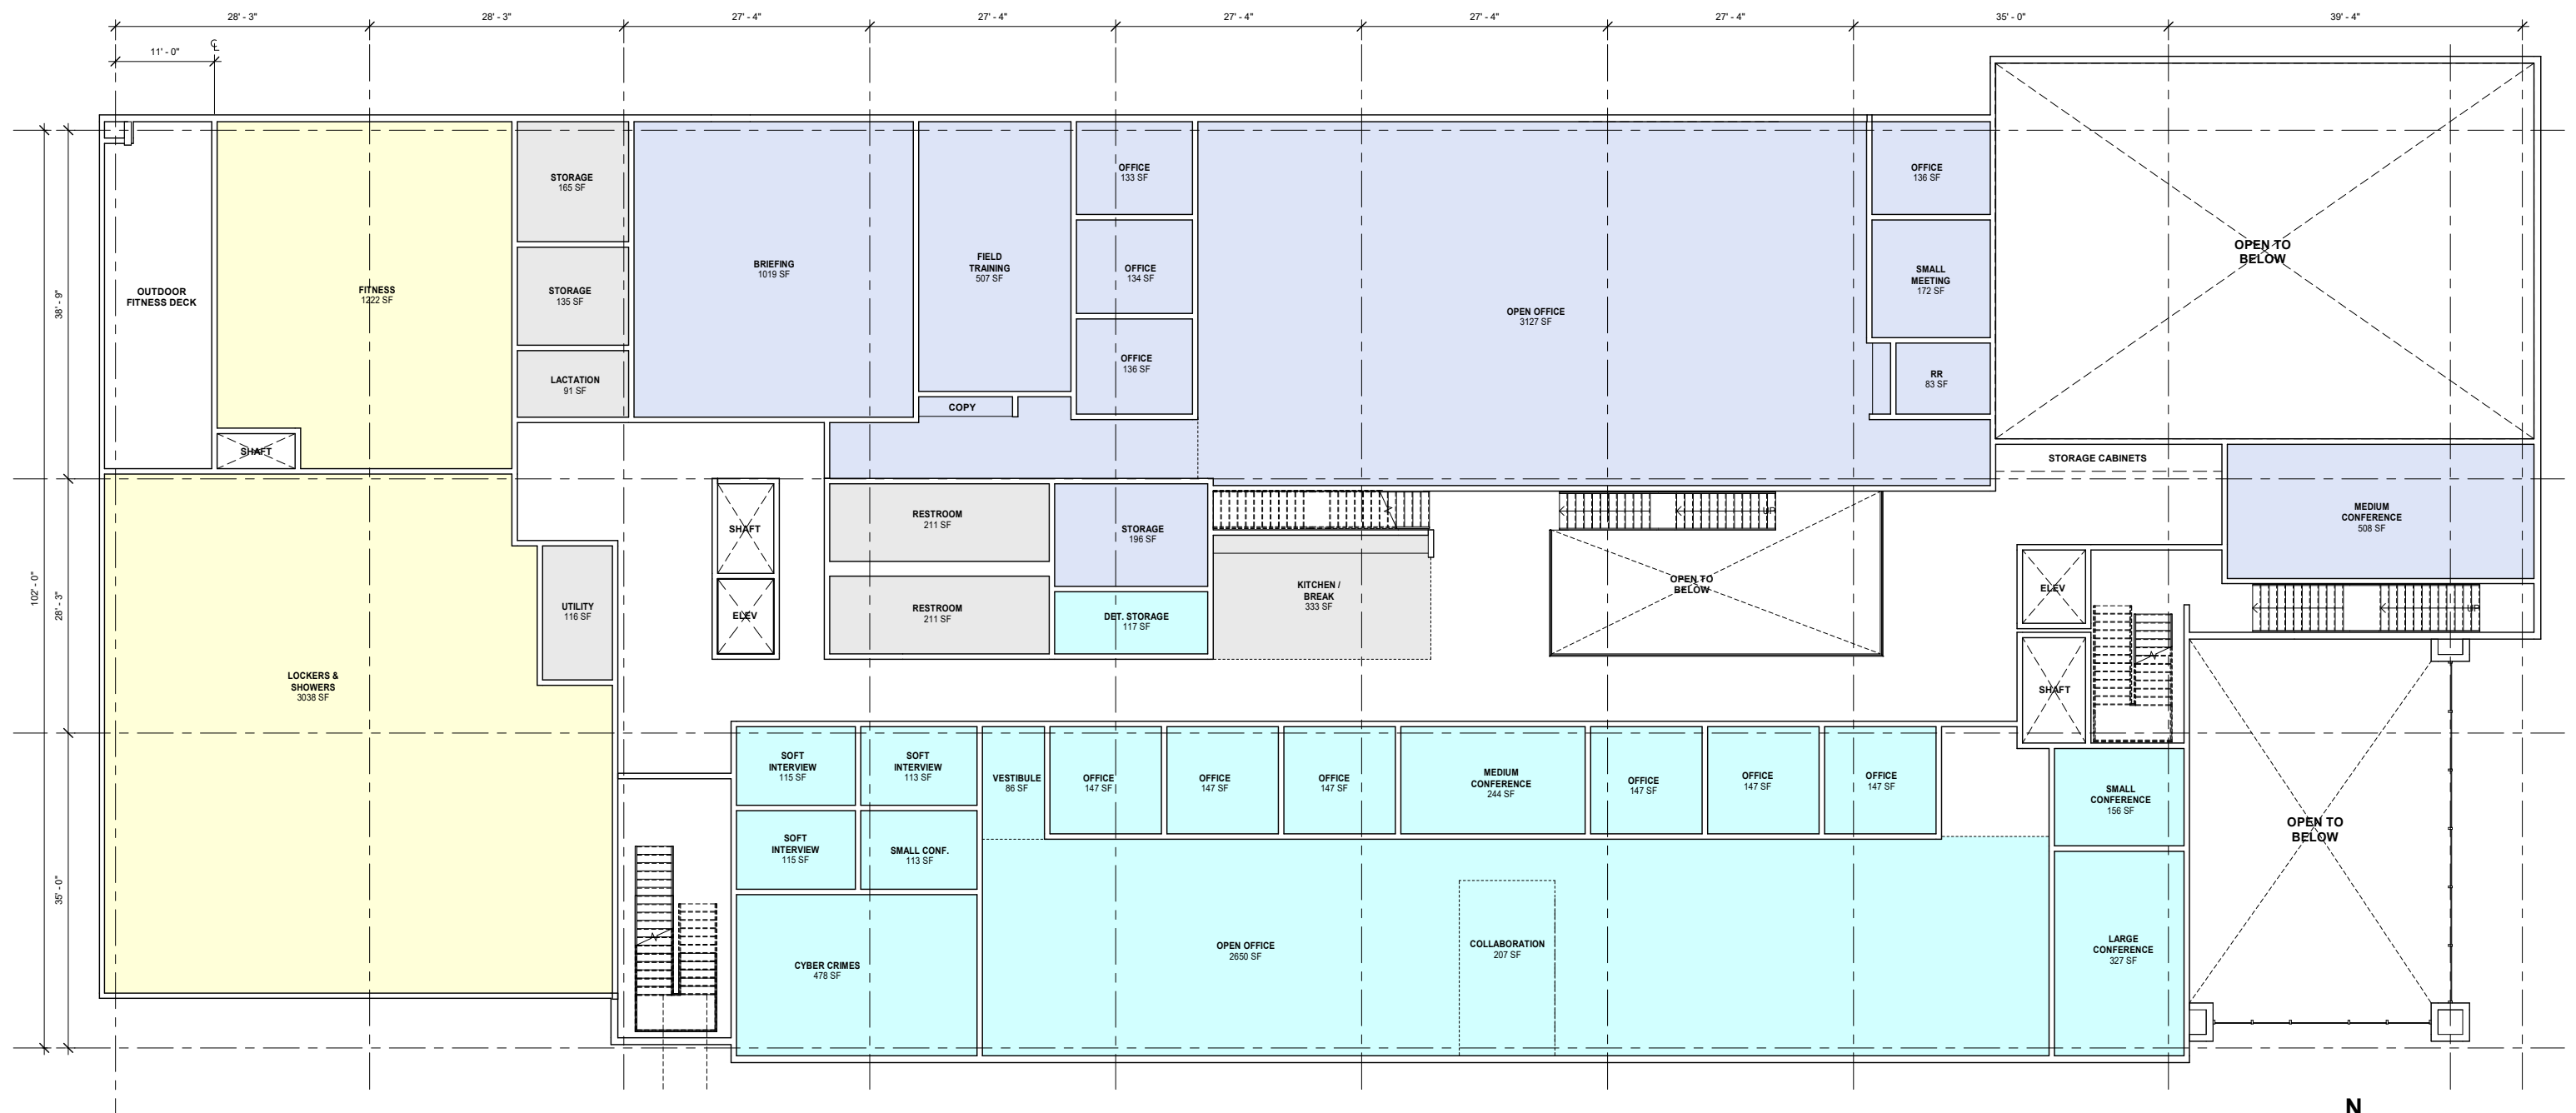 28' - 3"
28' - 3"
27' - 4"
27' - 4"
27' - 4"
27' - 4"
27' - 4"
35' - 0"
39' - 4"
11' - 0"
℄
102' - 0"
38' - 9"
28' - 3"
35' - 0"
OUTDOOR
FITNESS DECK
FITNESS
1222 SF
SHAFT
STORAGE
165 SF
STORAGE
135 SF
LACTATION
91 SF
BRIEFING
1019 SF
FIELD
TRAINING
507 SF
COPY
OFFICE
133 SF
OFFICE
134 SF
OFFICE
136 SF
OPEN OFFICE
3127 SF
OFFICE
136 SF
SMALL
MEETING
172 SF
RR
83 SF
OPEN TO
BELOW
STORAGE CABINETS
MEDIUM
CONFERENCE
508 SF
LOCKERS &
SHOWERS
3038 SF
UTILITY
116 SF
SHAFT
ELEV
RESTROOM
211 SF
RESTROOM
211 SF
STORAGE
196 SF
DET. STORAGE
117 SF
KITCHEN /
BREAK
333 SF
UP
OPEN TO
BELOW
ELEV
SHAFT
UP
SOFT
INTERVIEW
115 SF
SOFT
INTERVIEW
113 SF
VESTIBULE
86 SF
OFFICE
147 SF
OFFICE
147 SF
OFFICE
147 SF
MEDIUM
CONFERENCE
244 SF
OFFICE
147 SF
OFFICE
147 SF
OFFICE
147 SF
SMALL
CONFERENCE
156 SF
OPEN TO
BELOW
SOFT
INTERVIEW
115 SF
SMALL CONF.
113 SF
CYBER CRIMES
478 SF
OPEN OFFICE
2650 SF
COLLABORATION
207 SF
LARGE
CONFERENCE
327 SF
N